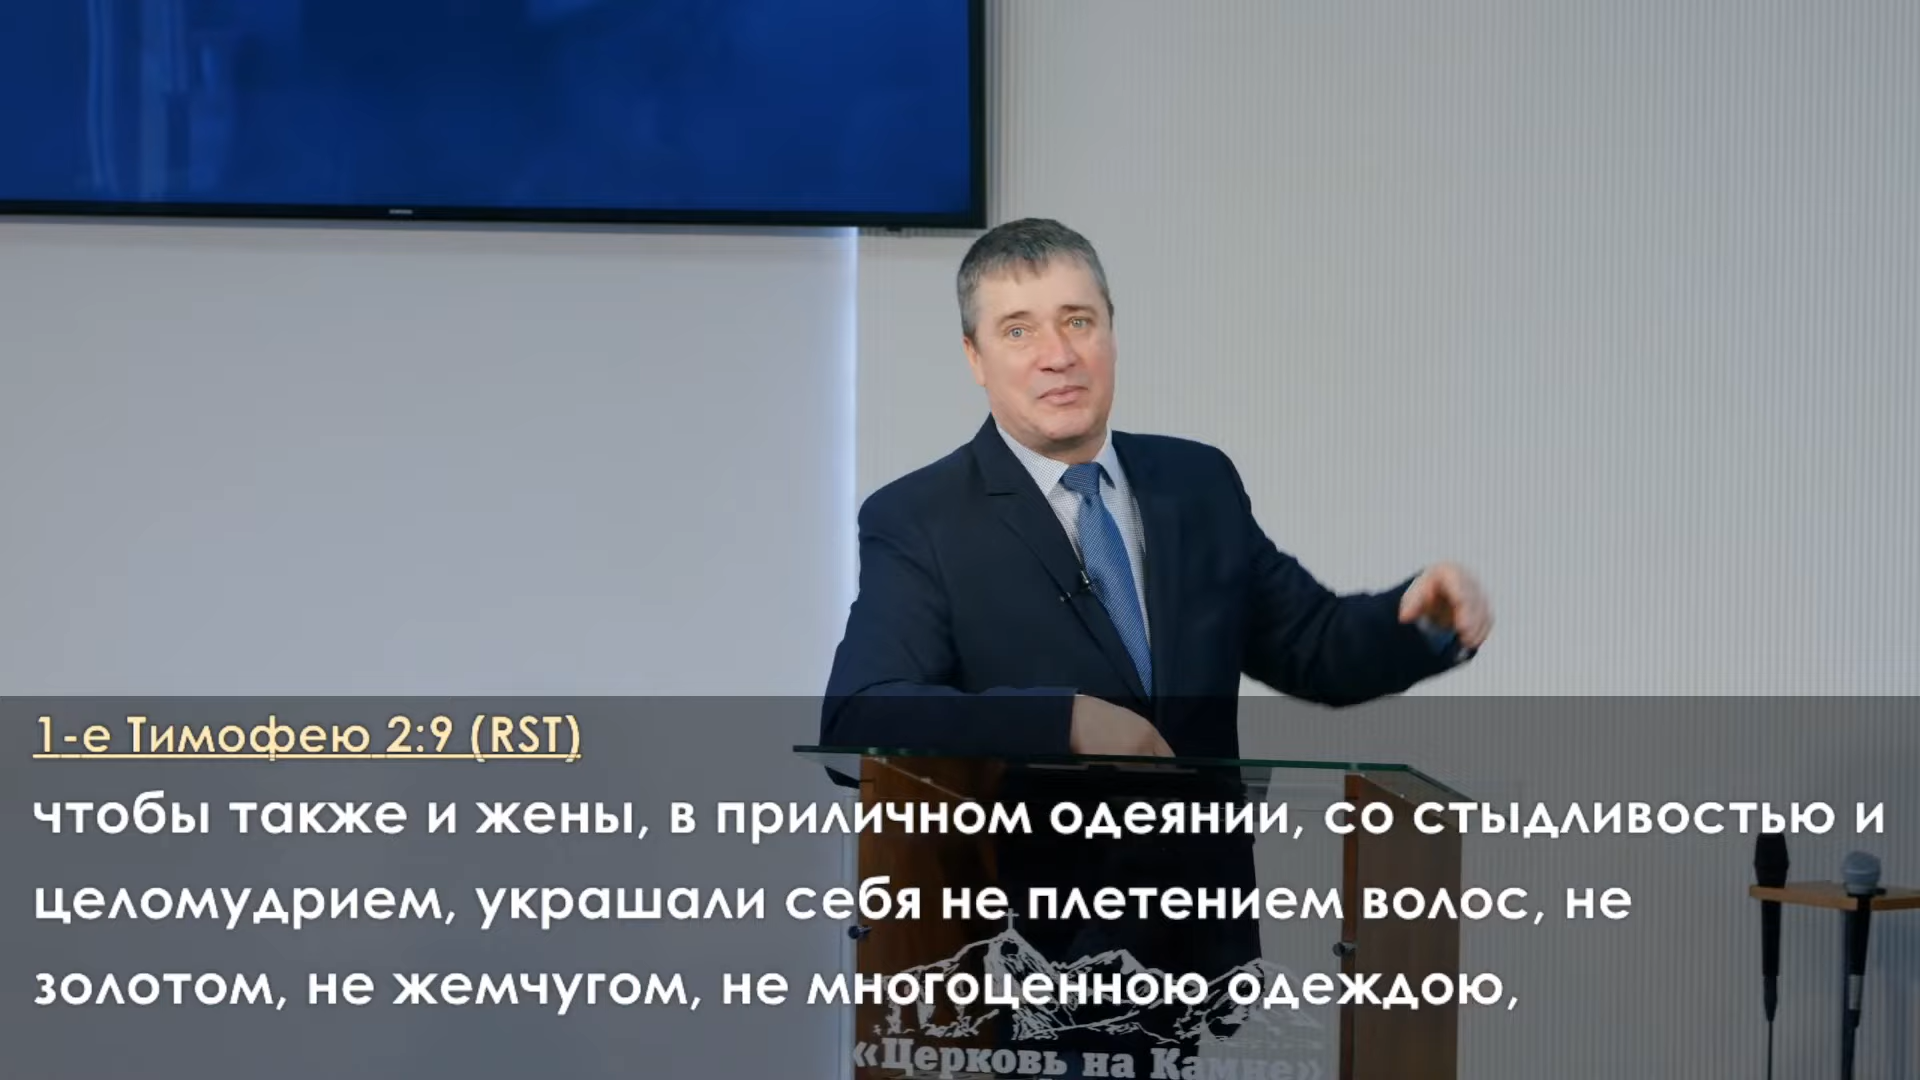 1-е Тимофею 2:9 (RST)
чтобы также и жены, в приличном одеянии, со стыдливостью и
целомудрием, украшали себя не плетением волос, не
золотом, не жемчугом, не многоценною одеждою,
«Церковь на Камне»